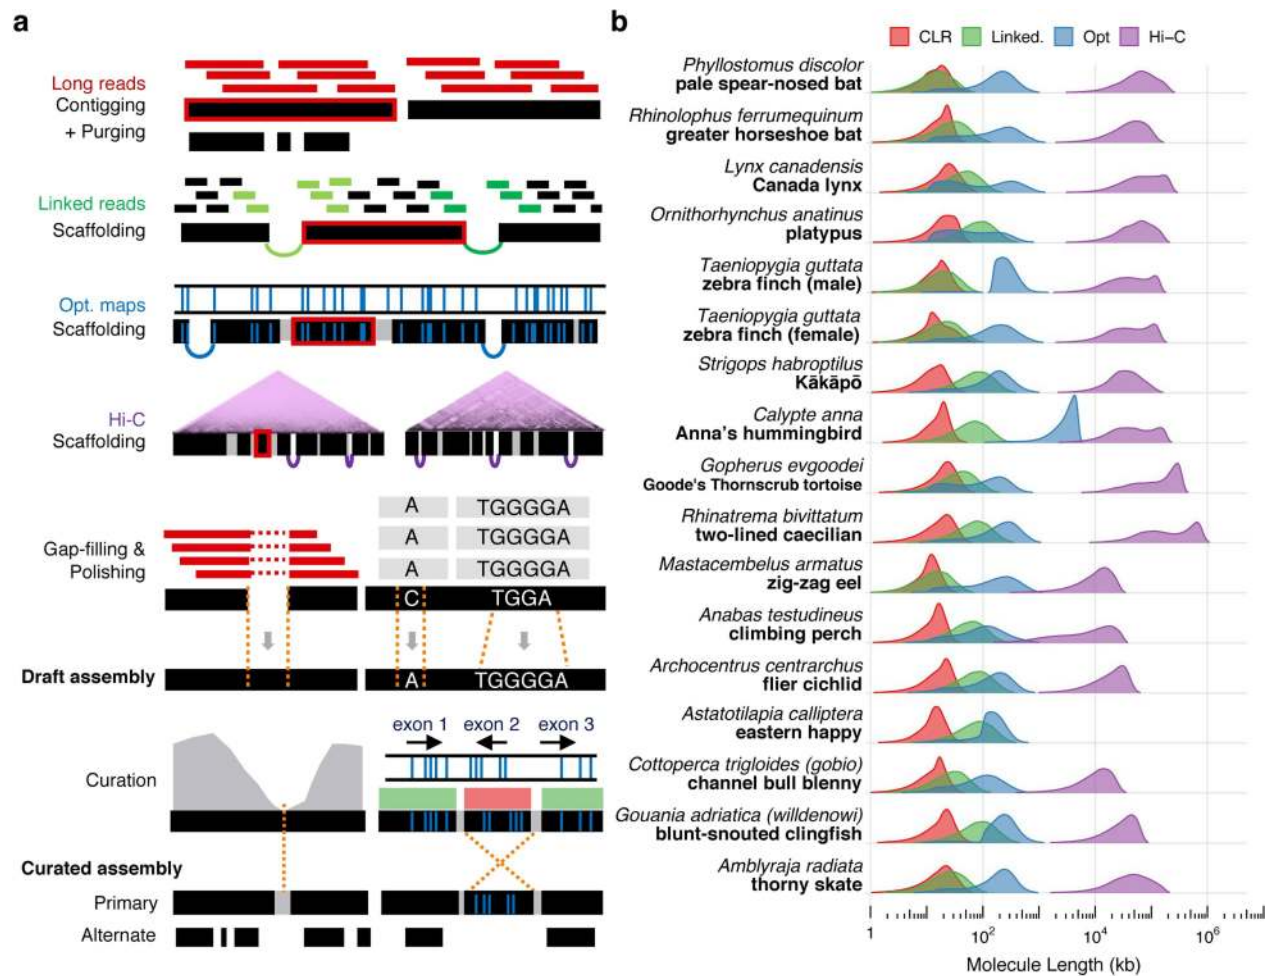 a
Long reads
Contigging
+ Purging
Linked reads
Scaffolding
Opt. maps
Scaffolding
Hi-C
Scaffolding
Gap-filling &
Polishing
A TGGGGA
A TGGGGA
A TGGGGA
C TGGA
Draft assembly
A TGGGGA
exon 1 exon 2 exon 3
Curation
Curated assembly
Primary
Alternate
b
CLR Linked. Opt Hi–C
Phyllostomus discolor
pale spear-nosed bat
Rhinolophus ferrumequinum
greater horseshoe bat
Lynx canadensis
Canada lynx
Ornithorhynchus anatinus
platypus
Taeniopygia guttata
zebra finch (male)
Taeniopygia guttata
zebra finch (female)
Strigops habroptilus
Kākāpō
Calypte anna
Anna's hummingbird
Gopherus evgoodei
Goode's Thornscrub tortoise
Rhinatrema bivittatum
two-lined caecilian
Mastacembelus armatus
zig-zag eel
Anabas testudineus
climbing perch
Archocentrus centrarchus
flier cichlid
Astatotilapia calliptera
eastern happy
Cottoperca trigloides (gobio)
channel bull blenny
Gouania adriatica (willdenowi)
blunt-snouted clingfish
Amblyraja radiata
thorny skate
1 10² 10⁴ 10⁶
Molecule Length (kb)